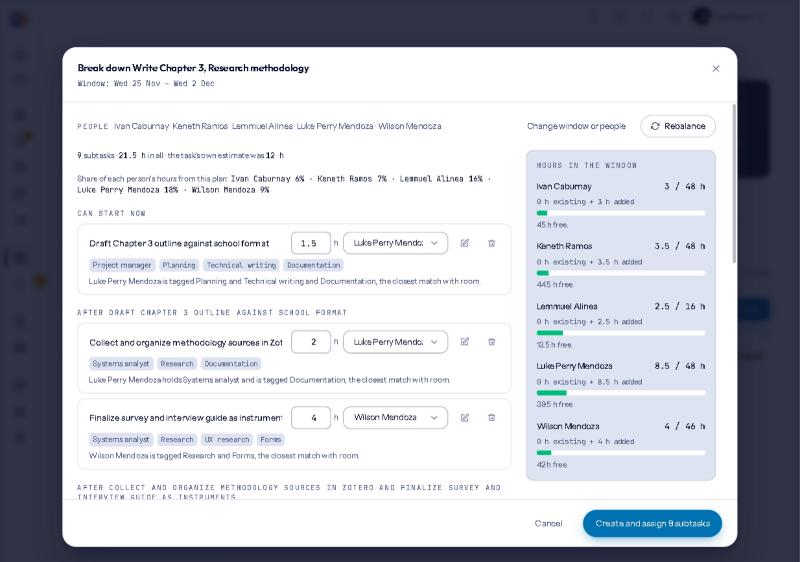 Break down Write Chapter 3, Research methodology
Window: Wed 25 Nov – Wed 2 Dec
PEOPLE Ivan Caburnay · Keneth Ramos · Lemmuel Alinea · Luke Perry Mendoza · Wilson Mendoza
Change window or people
Rebalance
9 subtasks · 21.5 h in all · the task's own estimate was 12 h
Share of each person's hours from this plan: Ivan Caburnay 6% · Keneth Ramos 7% · Lemmuel Alinea 16% ·
Luke Perry Mendoza 18% · Wilson Mendoza 9%
CAN START NOW
Draft Chapter 3 outline against school format
1.5 h
Luke Perry Mendoz
Project manager Planning Technical writing Documentation
Luke Perry Mendoza is tagged Planning and Technical writing and Documentation, the closest match with room.
AFTER DRAFT CHAPTER 3 OUTLINE AGAINST SCHOOL FORMAT
Collect and organize methodology sources in Zot
2 h
Luke Perry Mendoz
Systems analyst Research Documentation
Luke Perry Mendoza holds Systems analyst and is tagged Documentation, the closest match with room.
Finalize survey and interview guide as instrument
4 h
Wilson Mendoza
Systems analyst Research UX research Forms
Wilson Mendoza is tagged Research and Forms, the closest match with room.
AFTER COLLECT AND ORGANIZE METHODOLOGY SOURCES IN ZOTERO AND FINALIZE SURVEY AND
INTERVIEW GUIDE AS INSTRUMENTS
HOURS IN THE WINDOW
Ivan Caburnay 3 / 48 h
0 h existing + 3 h added
45 h free.
Keneth Ramos 3.5 / 48 h
0 h existing + 3.5 h added
44.5 h free.
Lemmuel Alinea 2.5 / 16 h
0 h existing + 2.5 h added
13.5 h free.
Luke Perry Mendoza 8.5 / 48 h
0 h existing + 8.5 h added
39.5 h free.
Wilson Mendoza 4 / 46 h
0 h existing + 4 h added
42 h free.
Cancel
Create and assign 9 subtasks